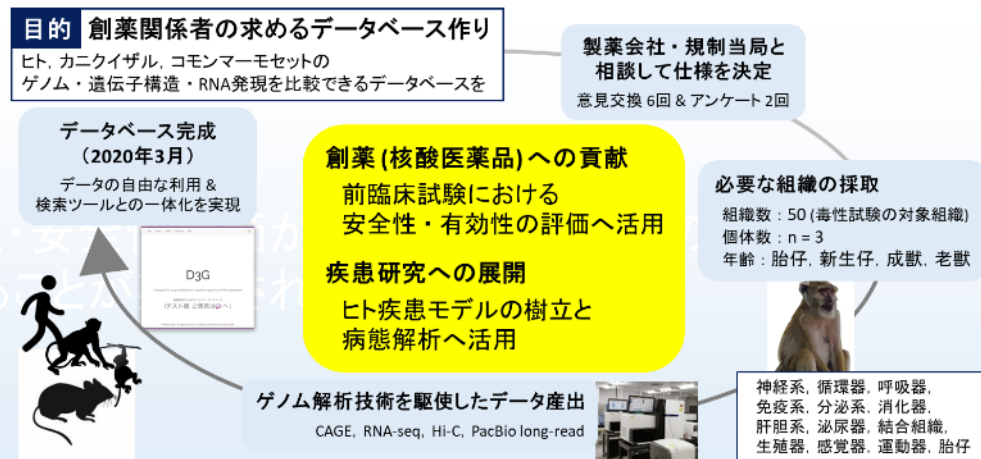 目的 創薬関係者の求めるデータベース作り
ヒト, カニクイザル, コモンマーモセットの
ゲノム・遺伝子構造・RNA発現を比較できるデータベースを
製薬会社・規制当局と
相談して仕様を決定
意見交換 6回 & アンケート 2回
必要な組織の採取
組織数：50 (毒性試験の対象組織)
個体数：n = 3
年齢：胎仔, 新生仔, 成獣, 老獣
神経系, 循環器, 呼吸器,
免疫系, 分泌系, 消化器,
肝胆系, 泌尿器, 結合組織,
生殖器, 感覚器, 運動器, 胎仔
ゲノム解析技術を駆使したデータ産出
CAGE, RNA-seq, Hi-C, PacBio long-read
データベース完成
（2020年3月）
データの自由な利用 &
検索ツールとの一体化を実現
D3G
創薬 (核酸医薬品) への貢献
前臨床試験における
安全性・有効性の評価へ活用
疾患研究への展開
ヒト疾患モデルの樹立と
病態解析へ活用